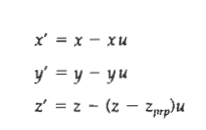 x' = x - xu
y' = y - yu
z' = z - (z - z_prp)u